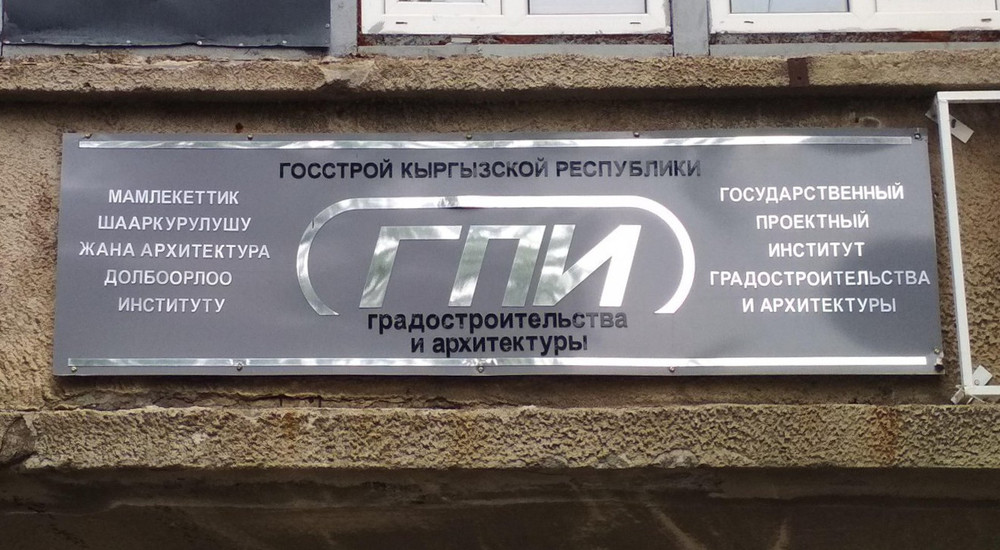 ГОССТРОЙ КЫРГЫЗСКОЙ РЕСПУБЛИКИ
МАМЛЕКЕТТИК
ШААРКУРУЛУШУ
ЖАНА АРХИТЕКТУРА
ДОЛБООРЛОО
ИНСТИТУТУ
ГПИ
градостроительства
и архитектуры
ГОСУДАРСТВЕННЫЙ
ПРОЕКТНЫЙ
ИНСТИТУТ
ГРАДОСТРОИТЕЛЬСТВА
И АРХИТЕКТУРЫ